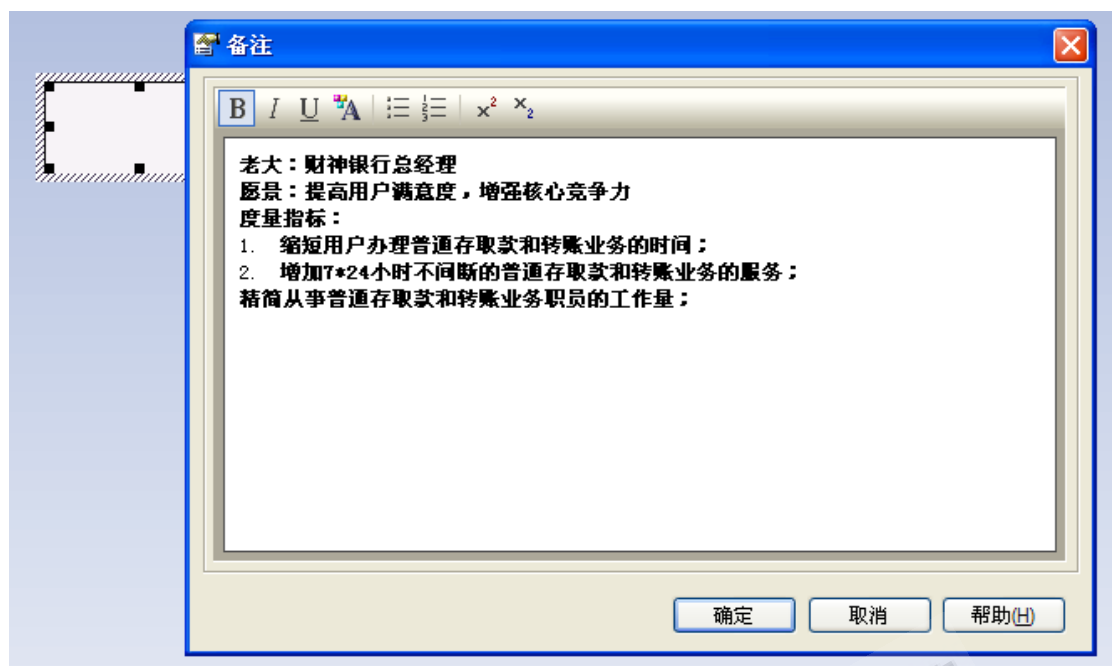 备注
B I U A x² ×₂
老大：财神银行总经理
愿景：提高用户满意度，增强核心竞争力
度量指标：
1. 缩短用户办理普通存取款和转账业务的时间；
2. 增加7*24小时不间断的普通存取款和转账业务的服务；
精简从事普通存取款和转账业务职员的工作量；
确定 取消 帮助(H)